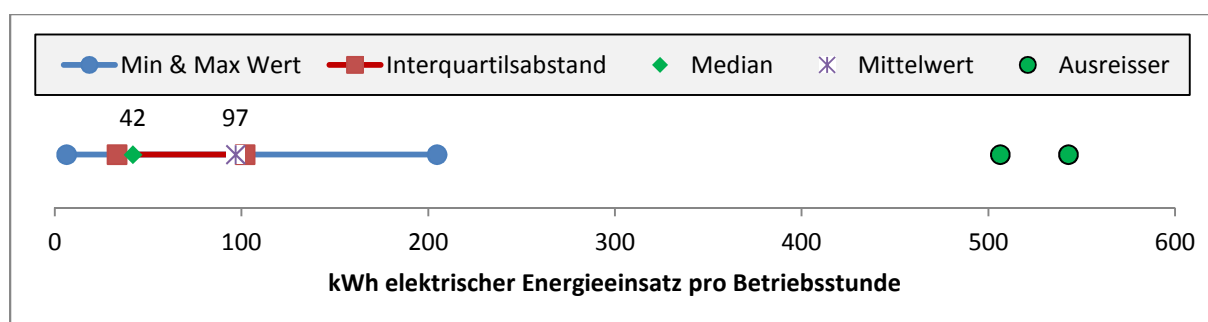 Min & Max Wert Interquartilsabstand Median Mittelwert Ausreisser
42 97
0 100 200 300 400 500 600
kWh elektrischer Energieeinsatz pro Betriebsstunde